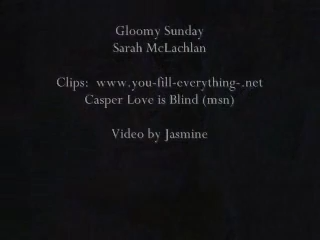 Gloomy Sunday
Sarah McLachlan
Clips:  www.you-fill-everything-.net
Casper Love is Blind (msn)
Video by Jasmine